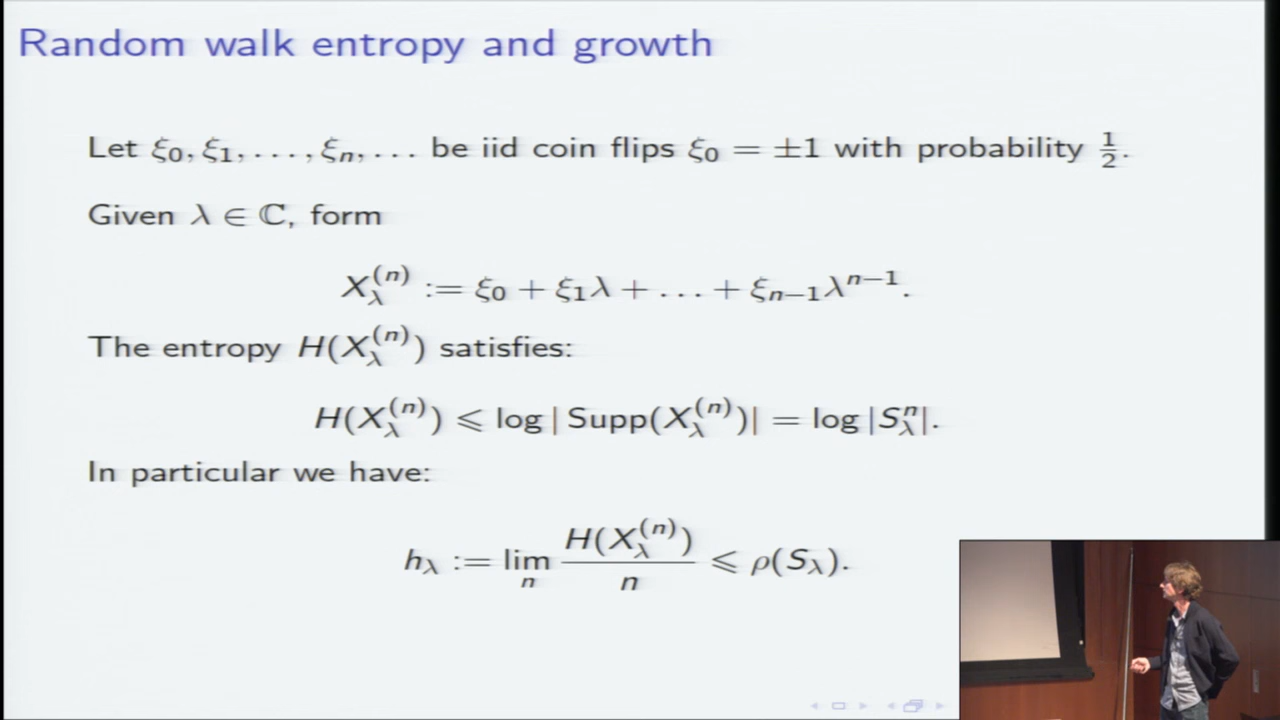 Random walk entropy and growth
Let ξ₀, ξ₁, . . . , ξₙ, . . . be iid coin flips ξ₀ = ±1 with probability ½.
Given λ ∈ ℂ, form
X_λ^{(n)} := ξ₀ + ξ₁λ + . . . + ξ_{n−1}λ^{n−1}.
The entropy H(X_λ^{(n)}) satisfies:
H(X_λ^{(n)}) ⩽ log | Supp(X_λ^{(n)})| = log |S_λ^n|.
In particular we have:
h_λ := lim_n H(X_λ^{(n)})/n ⩽ ρ(S_λ).